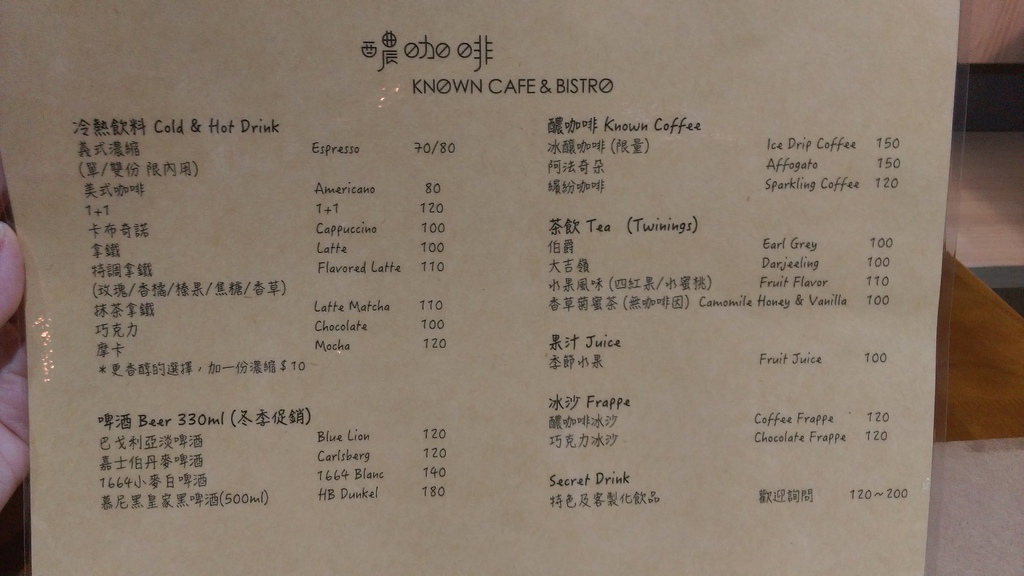 醲咖啡
KNOWN CAFE & BISTRO
冷熱飲料 Cold & Hot Drink
義式濃縮 Espresso 70/80
(單/雙份 限內用)
美式咖啡 Americano 80
1+1 1+1 120
卡布奇諾 Cappuccino 100
拿鐵 Latte 100
特調拿鐵 Flavored Latte 110
(玫瑰/香橘/榛果/焦糖/香草)
抹茶拿鐵 Latte Matcha 110
巧克力 Chocolate 100
摩卡 Mocha 120
*更香醇的選擇,加一份濃縮$10
啤酒 Beer 330ml (冬季促銷)
巴戈利亞淡啤酒 Blue Lion 120
嘉士伯丹麥啤酒 Carlsberg 120
1664小麥白啤酒 1664 Blanc 140
慕尼黑皇家黑啤酒(500ml) HB Dunkel 180
醲咖啡 Known Coffee
冰釀咖啡 (限量) Ice Drip Coffee 150
阿法奇朵 Affogato 150
繽紛咖啡 Sparkling Coffee 120
茶飲 Tea (Twinings)
伯爵 Earl Grey 100
大吉嶺 Darjeeling 100
水果風味 (四紅果/水蜜桃) Fruit Flavor 110
香草菊蜜茶 (無咖啡因) Camomile Honey & Vanilla 100
果汁 Juice
季節水果 Fruit Juice 100
冰沙 Frappe
醲咖啡冰沙 Coffee Frappe 120
巧克力冰沙 Chocolate Frappe 120
Secret Drink
特色及客製化飲品 歡迎詢問 120~200